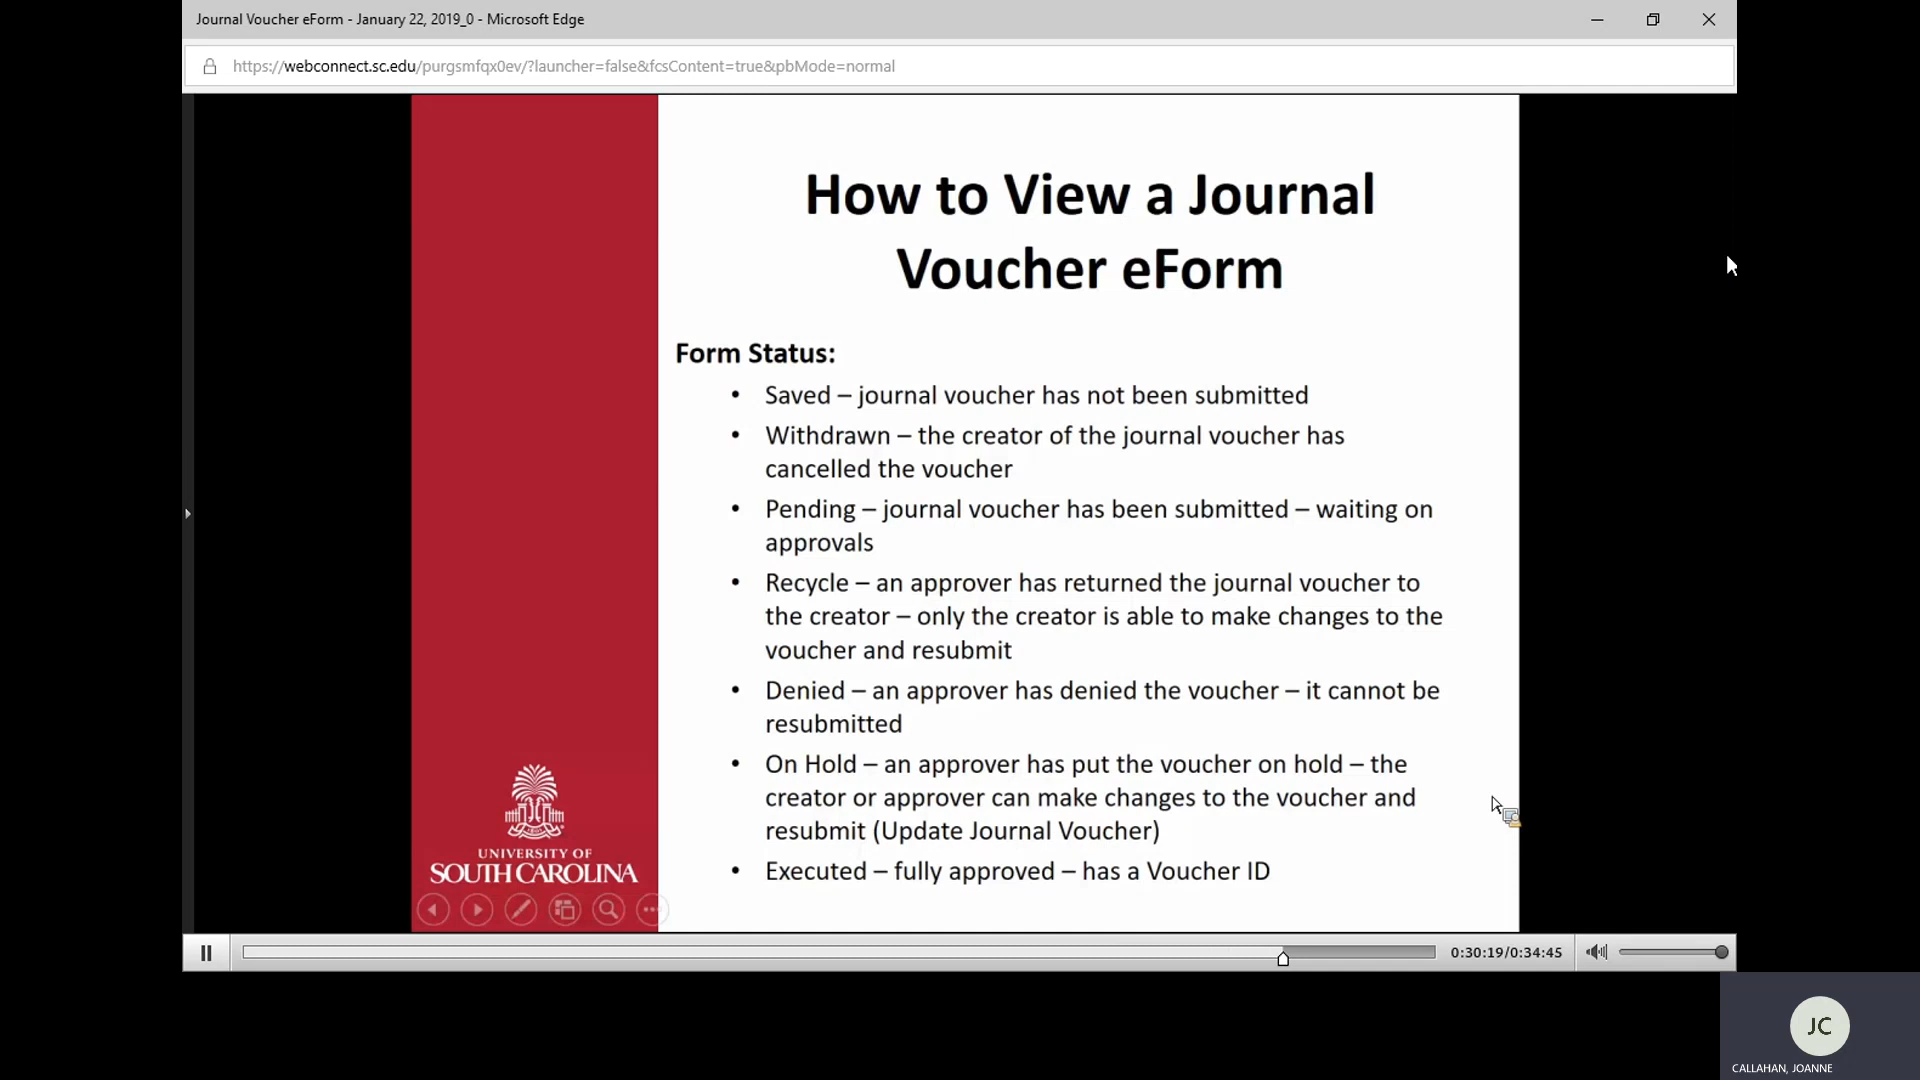 Journal Voucher eForm - January 22, 2019_0 - Microsoft Edge
https://webconnect.sc.edu/purgsmfqx0ev/?launcher=false&fcsContent=true&pbMode=normal
How to View a Journal
Voucher eForm
Form Status:
• Saved – journal voucher has not been submitted
• Withdrawn – the creator of the journal voucher has
cancelled the voucher
• Pending – journal voucher has been submitted – waiting on
approvals
• Recycle – an approver has returned the journal voucher to
the creator – only the creator is able to make changes to the
voucher and resubmit
• Denied – an approver has denied the voucher – it cannot be
resubmitted
• On Hold – an approver has put the voucher on hold – the
creator or approver can make changes to the voucher and
resubmit (Update Journal Voucher)
• Executed – fully approved – has a Voucher ID
UNIVERSITY OF
SOUTH CAROLINA
0:30:19/0:34:45
JC
CALLAHAN, JOANNE